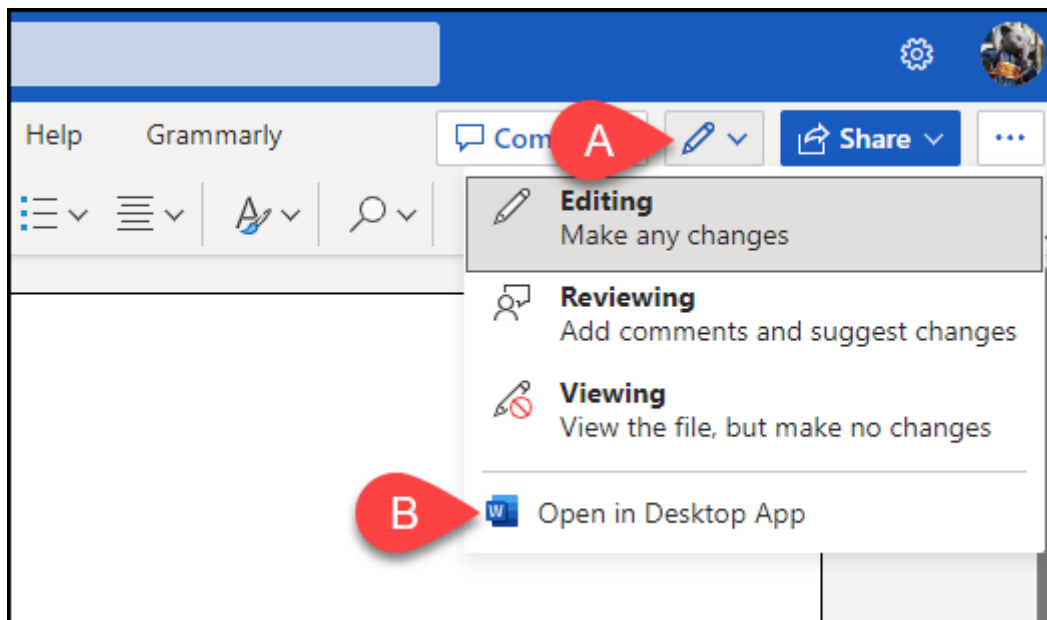 Help Grammarly Com A Share ...
Editing
Make any changes
Reviewing
Add comments and suggest changes
Viewing
View the file, but make no changes
B W Open in Desktop App